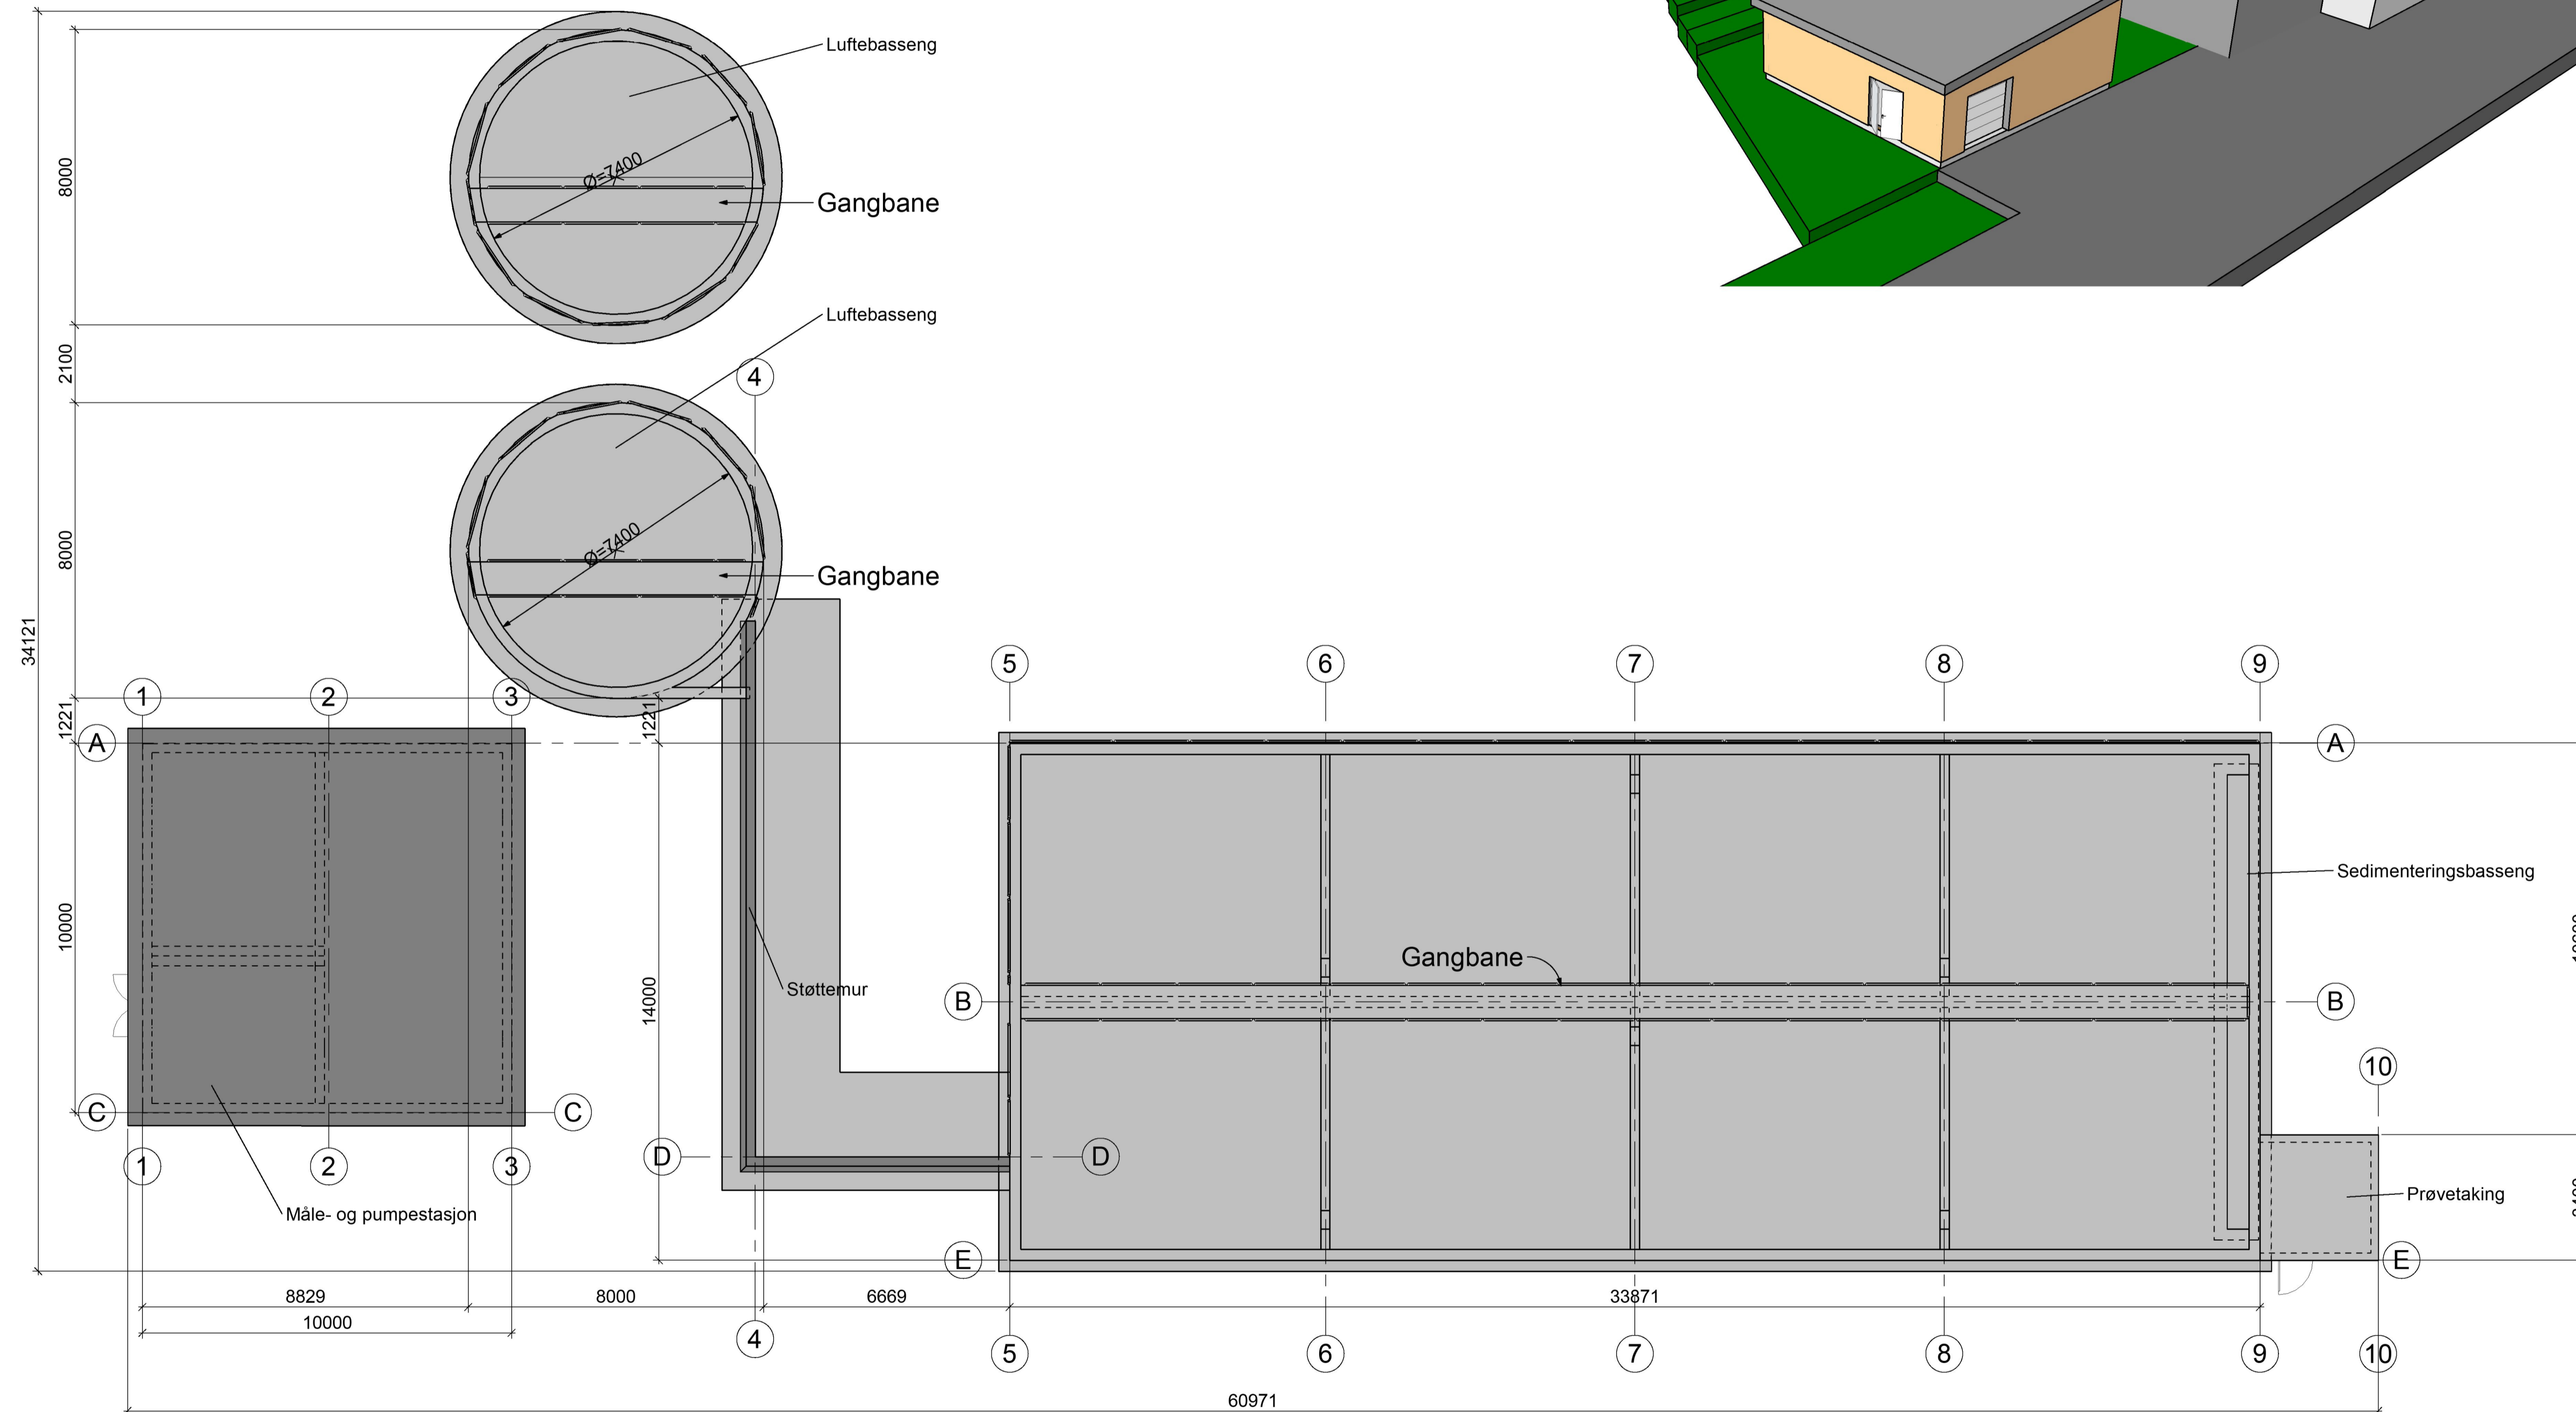 Luftebasseng
8000
Ø=7400
Gangbane
Luftebasseng
2100
4
8000
Ø=7400
Gangbane
34121
5
6
7
8
9
1
2
3
1221
1221
A
A
Sedimenteringsbasseng
10000
Gangbane
Støttemur
14000
B
B
10
C
C
1
2
3
D
D
Prøvetaking
Måle- og pumpestasjon
E
E
8829
8000
6669
33871
10000
4
5
6
7
8
9
10
60971